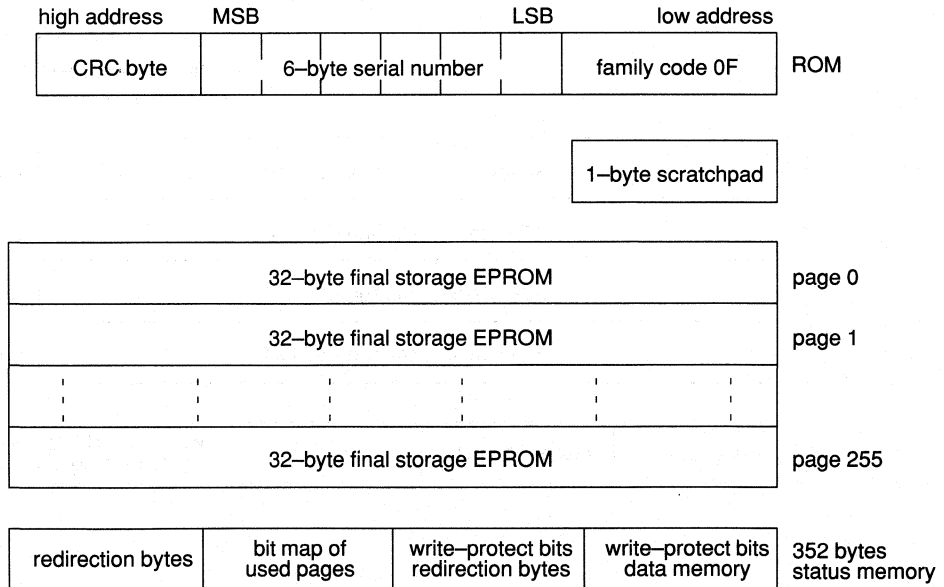 high address MSB LSB low address
CRC byte 6–byte serial number family code 0F ROM
1–byte scratchpad
32–byte final storage EPROM page 0
32–byte final storage EPROM page 1
32–byte final storage EPROM page 255
redirection bytes bit map of used pages write–protect bits redirection bytes write–protect bits data memory 352 bytes status memory